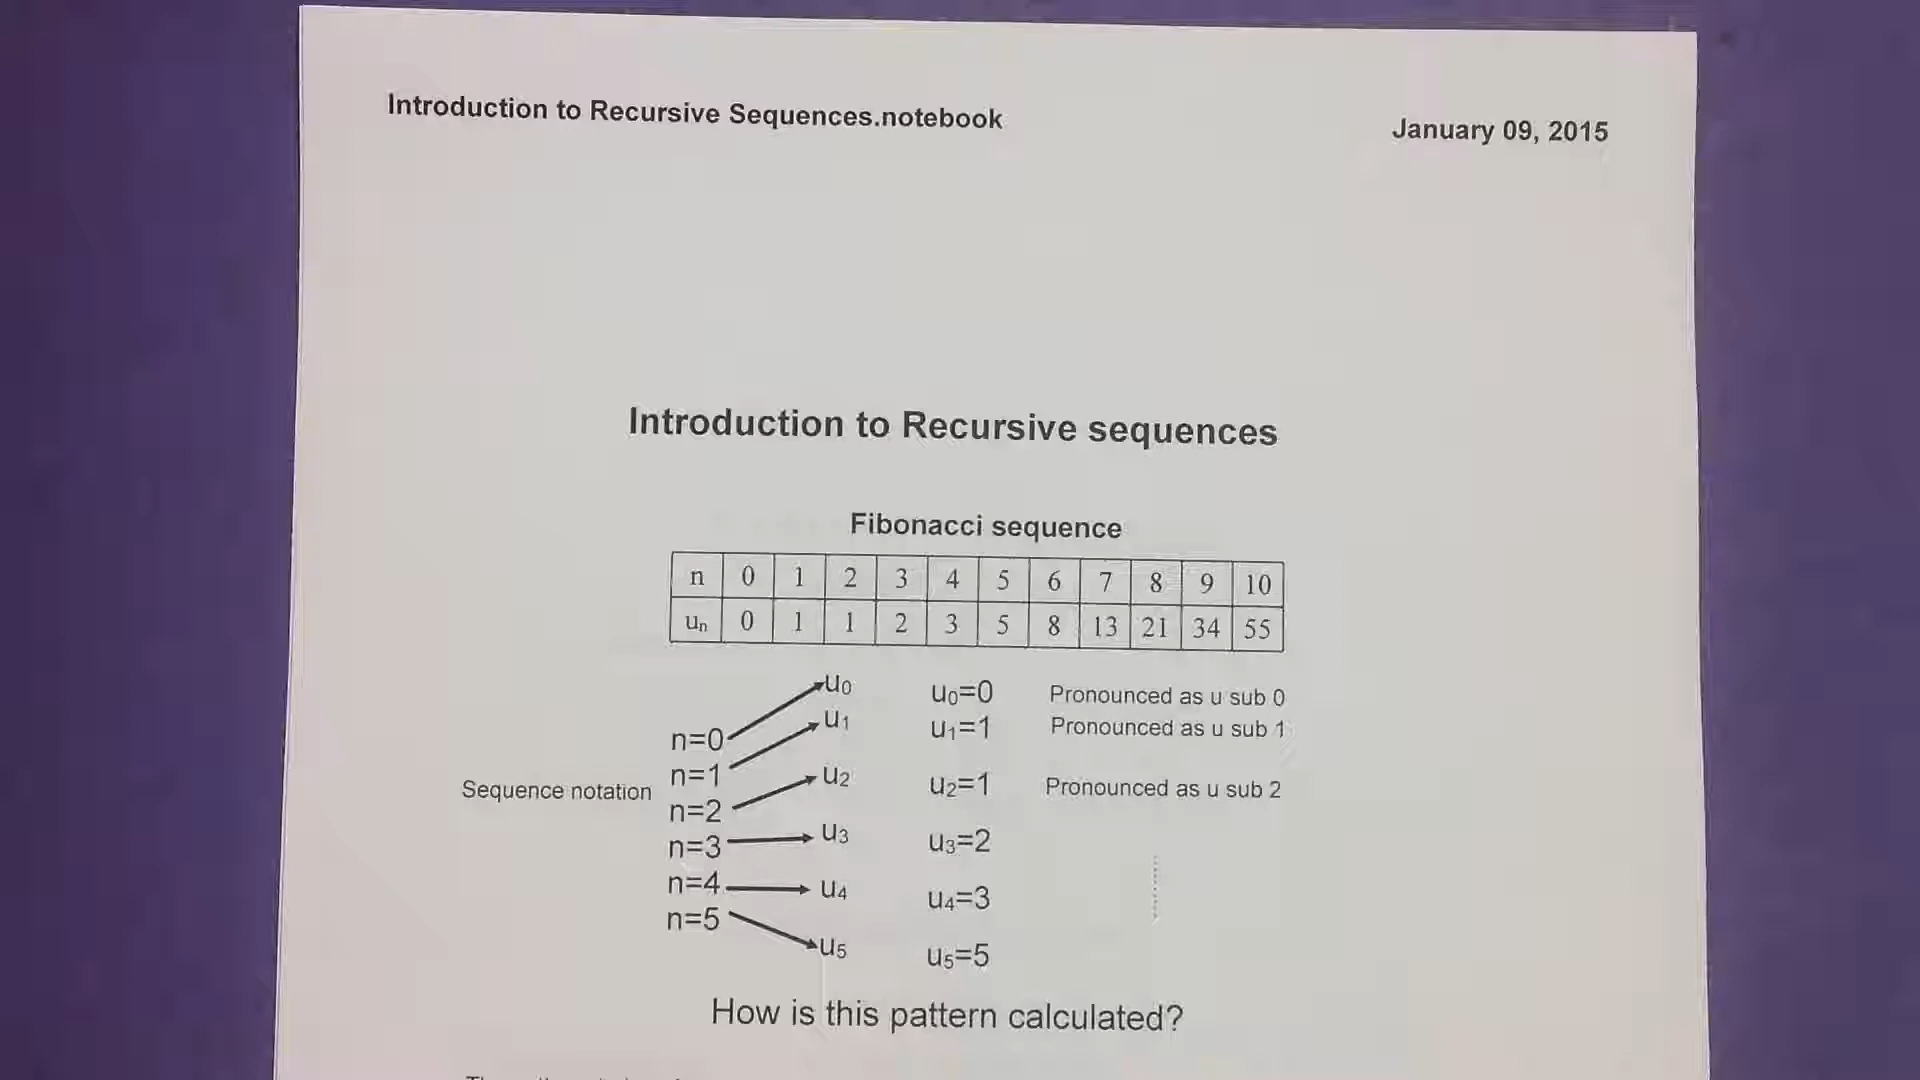 Introduction to Recursive Sequences.notebook
January 09, 2015
Introduction to Recursive sequences
Fibonacci sequence
n 0 1 2 3 4 5 6 7 8 9 10
uₙ 0 1 1 2 3 5 8 13 21 34 55
u₀ u₀=0 Pronounced as u sub 0
n=0 u₁ u₁=1 Pronounced as u sub 1
n=1 u₂ u₂=1 Pronounced as u sub 2
Sequence notation
n=2
n=3 u₃ u₃=2
n=4 u₄ u₄=3
n=5 u₅ u₅=5
How is this pattern calculated?